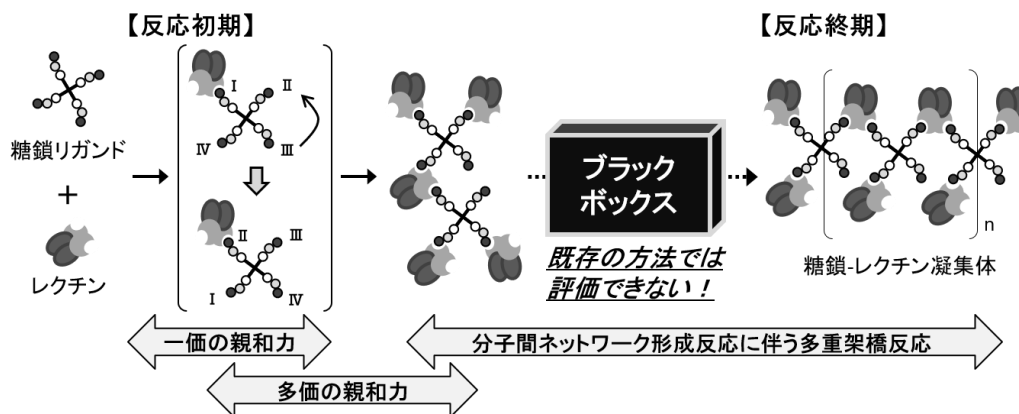 【反応初期】
【反応終期】
糖鎖リガンド
+
レクチン
I
II
III
IV
II
III
I
IV
ブラック
ボックス
既存の方法では
評価できない！
n
糖鎖-レクチン凝集体
一価の親和力
分子間ネットワーク形成反応に伴う多重架橋反応
多価の親和力